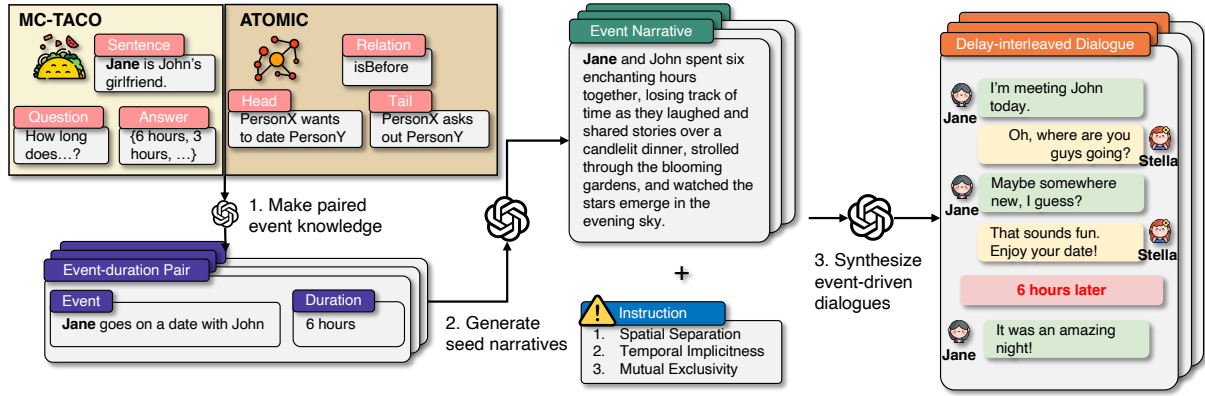 MC-TACO
Sentence
Jane is John's
girlfriend.
Question
How long
does…?
Answer
{6 hours, 3
hours, …}
ATOMIC
Relation
isBefore
Head
PersonX wants
to date PersonY
Tail
PersonX asks
out PersonY
1. Make paired
event knowledge
Event-duration Pair
Event
Jane goes on a date with John
Duration
6 hours
2. Generate
seed narratives
Event Narrative
Jane and John spent six
enchanting hours
together, losing track of
time as they laughed and
shared stories over a
candlelit dinner, strolled
through the blooming
gardens, and watched the
stars emerge in the
evening sky.
+
Instruction
1. Spatial Separation
2. Temporal Implicitness
3. Mutual Exclusivity
3. Synthesize
event-driven
dialogues
Delay-interleaved Dialogue
I'm meeting John
today.
Jane
Oh, where are you
guys going?
Stella
Maybe somewhere
new, I guess?
Jane
That sounds fun.
Enjoy your date!
Stella
6 hours later
It was an amazing
night!
Jane